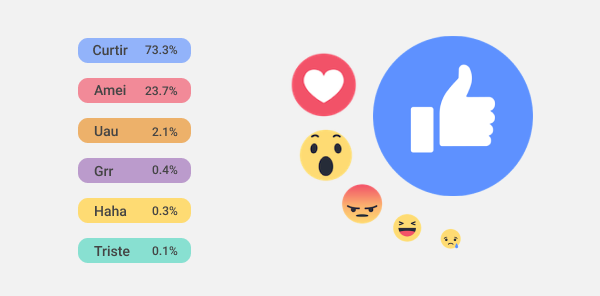 Curtir 73.3%
Amei 23.7%
Uau 2.1%
Grr 0.4%
Haha 0.3%
Triste 0.1%